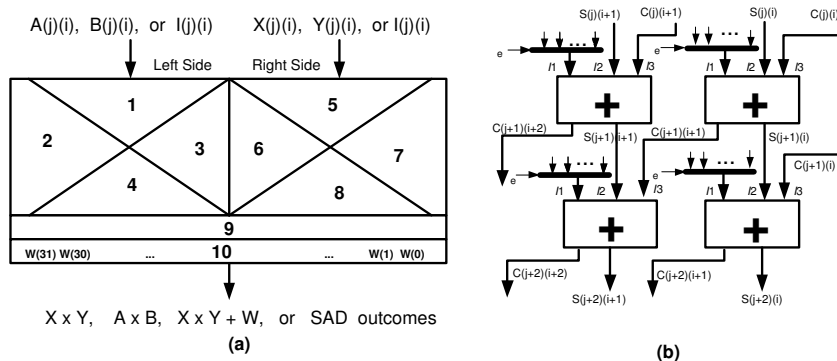 A(j)(i), B(j)(i), or I(j)(i) X(j)(i), Y(j)(i), or I(j)(i)
Left Side Right Side
1 5
2 3 6 7
4 8
9
W(31) W(30) ... 10 ... W(1) W(0)
X x Y, A x B, X x Y + W, or SAD outcomes
(a)
S(j)(i+1) C(j)(i+1) S(j)(i) C(j)(i)
e ... e ...
I1 I2 I3 I1 I2 I3
+ +
C(j+1)(i+2) S(j+1)(i+1) C(j+1)(i+1) S(j+1)(i)
C(j+1)(i)
e ... e ...
I1 I2 I3 I1 I2 I3
+ +
C(j+2)(i+2) C(j+2)(i+1)
S(j+2)(i+1) S(j+2)(i)
(b)